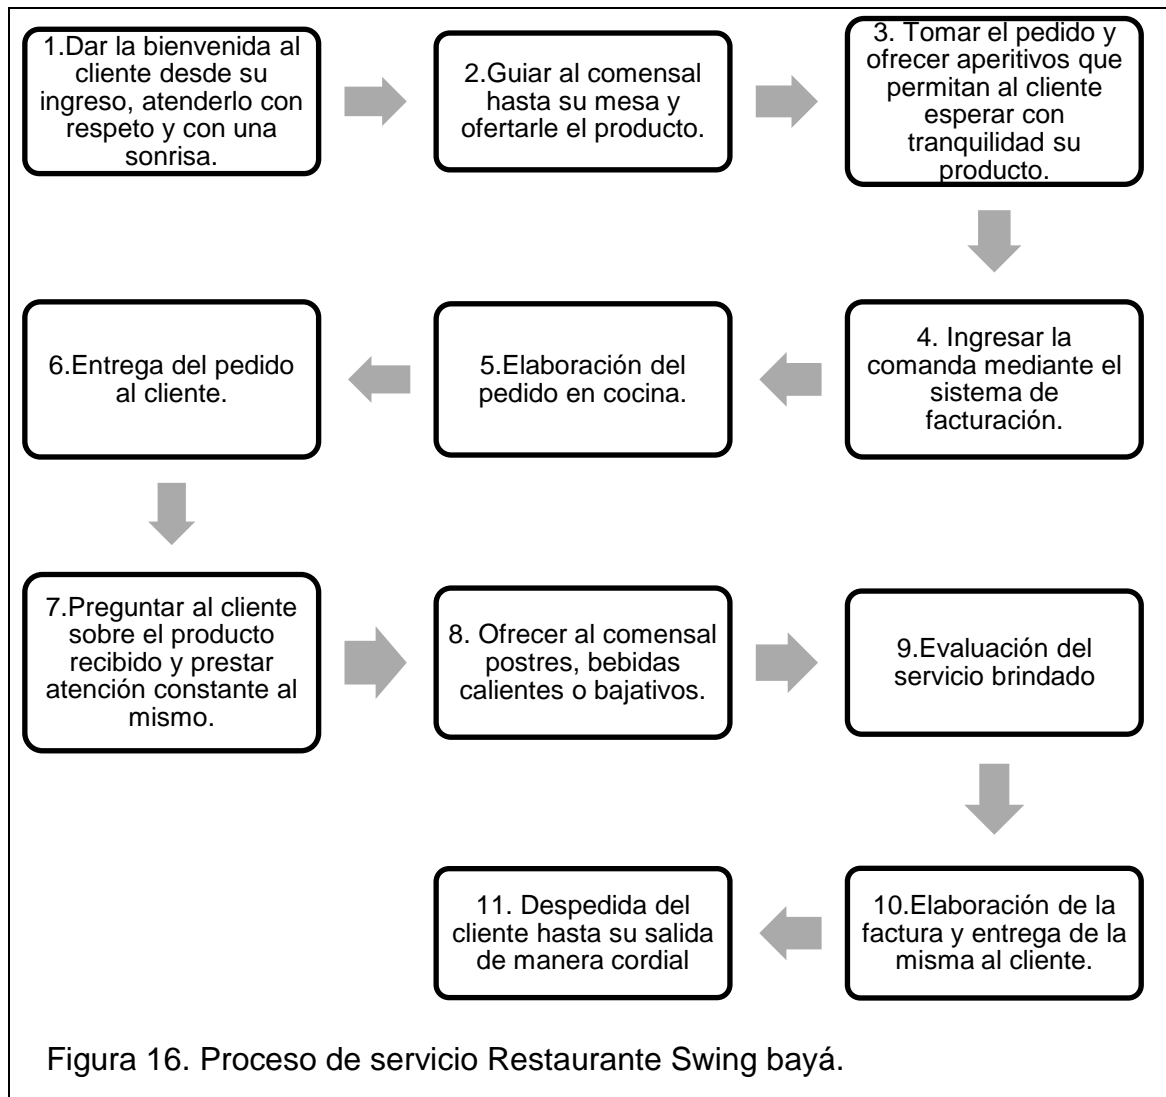 1.Dar la bienvenida al
cliente desde su
ingreso, atenderlo con
respeto y con una
sonrisa.
2.Guiar al comensal
hasta su mesa y
ofertarle el producto.
3. Tomar el pedido y
ofrecer aperitivos que
permitan al cliente
esperar con
tranquilidad su
producto.
4. Ingresar la
comanda mediante el
sistema de
facturación.
5.Elaboración del
pedido en cocina.
6.Entrega del pedido
al cliente.
7.Preguntar al cliente
sobre el producto
recibido y prestar
atención constante al
mismo.
8. Ofrecer al comensal
postres, bebidas
calientes o bajativos.
9.Evaluación del
servicio brindado
10.Elaboración de la
factura y entrega de la
misma al cliente.
11. Despedida del
cliente hasta su salida
de manera cordial
Figura 16. Proceso de servicio Restaurante Swing bayá.